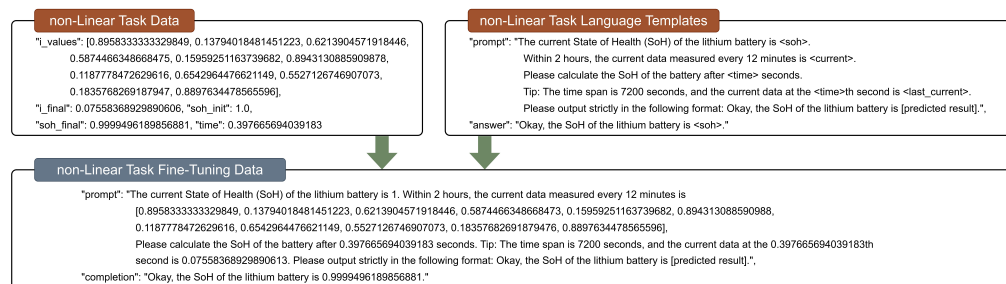 non-Linear Task Data
"i_values": [0.8958333333329849, 0.13794018481451223, 0.6213904571918446,
0.5874466348668475, 0.15959251163739682, 0.8943130885909878,
0.1187778472629616, 0.6542964476621149, 0.5527126746907073,
0.1835768269187947, 0.8897634478565596],
"i_final": 0.07558368929890606, "soh_init": 1.0,
"soh_final": 0.9999496189856881, "time": 0.397665694039183
non-Linear Task Language Templates
"prompt": "The current State of Health (SoH) of the lithium battery is <soh>.
Within 2 hours, the current data measured every 12 minutes is <current>.
Please calculate the SoH of the battery after <time> seconds.
Tip: The time span is 7200 seconds, and the current data at the <time>th second is <last_current>.
Please output strictly in the following format: Okay, the SoH of the lithium battery is [predicted result].",
"answer": "Okay, the SoH of the lithium battery is <soh>."
non-Linear Task Fine-Tuning Data
"prompt": "The current State of Health (SoH) of the lithium battery is 1. Within 2 hours, the current data measured every 12 minutes is
[0.8958333333329849, 0.13794018481451223, 0.6213904571918446, 0.5874466348668473, 0.15959251163739682, 0.894313088590988,
0.1187778472629616, 0.6542964476621149, 0.5527126746907073, 0.18357682691879476, 0.8897634478565596],
Please calculate the SoH of the battery after 0.397665694039183 seconds. Tip: The time span is 7200 seconds, and the current data at the 0.397665694039183th
second is 0.07558368929890613. Please output strictly in the following format: Okay, the SoH of the lithium battery is [predicted result].",
"completion": "Okay, the SoH of the lithium battery is 0.9999496189856881."